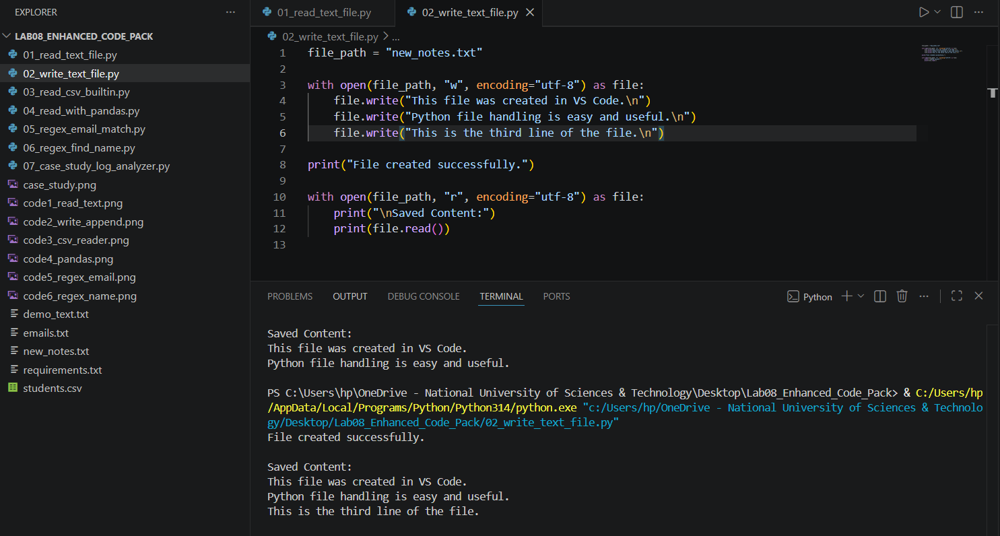 EXPLORER
LAB08_ENHANCED_CODE_PACK
01_read_text_file.py
02_write_text_file.py
03_read_csv_builtin.py
04_read_with_pandas.py
05_regex_email_match.py
06_regex_find_name.py
07_case_study_log_analyzer.py
case_study.png
code1_read_text.png
code2_write_append.png
code3_csv_reader.png
code4_pandas.png
code5_regex_email.png
code6_regex_name.png
demo_text.txt
emails.txt
new_notes.txt
requirements.txt
students.csv
01_read_text_file.py 02_write_text_file.py
02_write_text_file.py > ...
1 file_path = "new_notes.txt"
2
3 with open(file_path, "w", encoding="utf-8") as file:
4     file.write("This file was created in VS Code.\n")
5     file.write("Python file handling is easy and useful.\n")
6     file.write("This is the third line of the file.\n")
7
8 print("File created successfully.")
9
10 with open(file_path, "r", encoding="utf-8") as file:
11     print("\nSaved Content:")
12     print(file.read())
13
PROBLEMS OUTPUT DEBUG CONSOLE TERMINAL PORTS Python
Saved Content:
This file was created in VS Code.
Python file handling is easy and useful.
PS C:\Users\hp\OneDrive - National University of Sciences & Technology\Desktop\Lab08_Enhanced_Code_Pack> & C:/Users/hp
/AppData/Local/Programs/Python/Python314/python.exe "c:/Users/hp/OneDrive - National University of Sciences & Technolo
gy/Desktop/Lab08_Enhanced_Code_Pack/02_write_text_file.py"
File created successfully.
Saved Content:
This file was created in VS Code.
Python file handling is easy and useful.
This is the third line of the file.